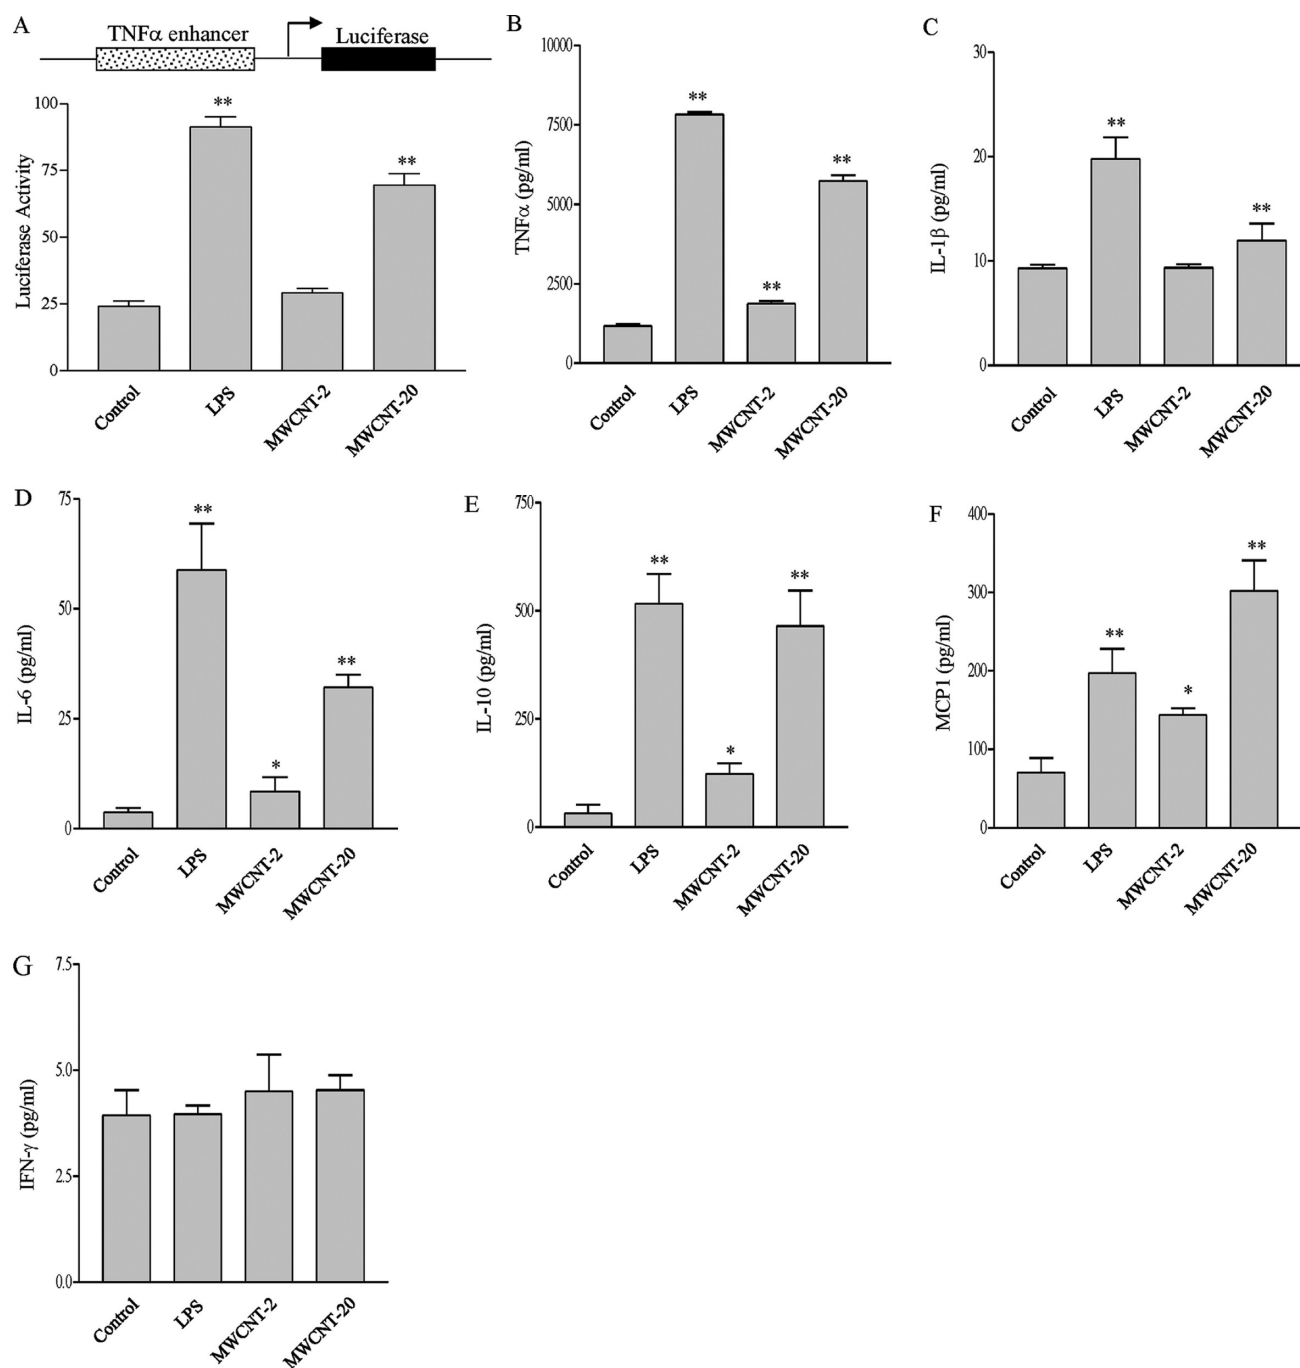 A
TNFα enhancer
Luciferase
100
**
75
**
50
25
0
Luciferase Activity
Control
LPS
MWCNT-2
MWCNT-20
B
10000
**
7500
**
5000
2500
**
0
TNFα (pg/ml)
Control
LPS
MWCNT-2
MWCNT-20
C
30
**
20
**
10
0
IL-1β (pg/ml)
Control
LPS
MWCNT-2
MWCNT-20
D
75
**
50
**
25
*
0
IL-6 (pg/ml)
Control
LPS
MWCNT-2
MWCNT-20
E
750
**
**
500
250
*
0
IL-10 (pg/ml)
Control
LPS
MWCNT-2
MWCNT-20
F
400
**
300
**
200
*
100
0
MCP1 (pg/ml)
Control
LPS
MWCNT-2
MWCNT-20
G
7.5
5.0
2.5
0.0
IFN-γ (pg/ml)
Control
LPS
MWCNT-2
MWCNT-20